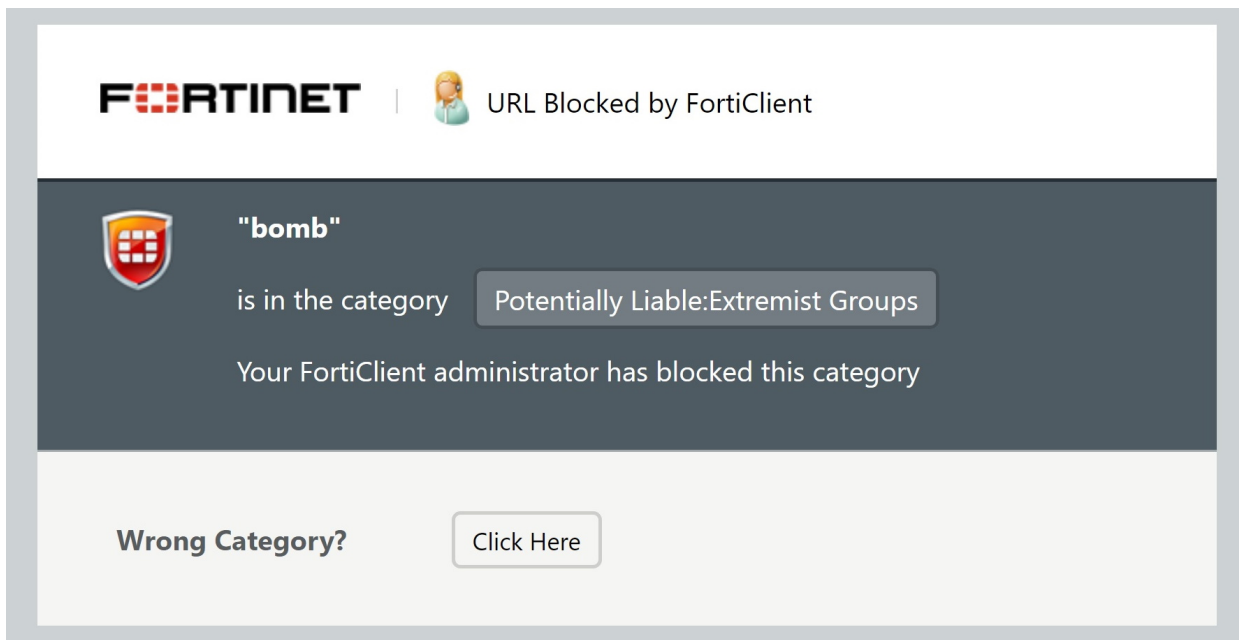 FORTINET
URL Blocked by FortiClient
"bomb"
is in the category Potentially Liable:Extremist Groups
Your FortiClient administrator has blocked this category
Wrong Category? Click Here